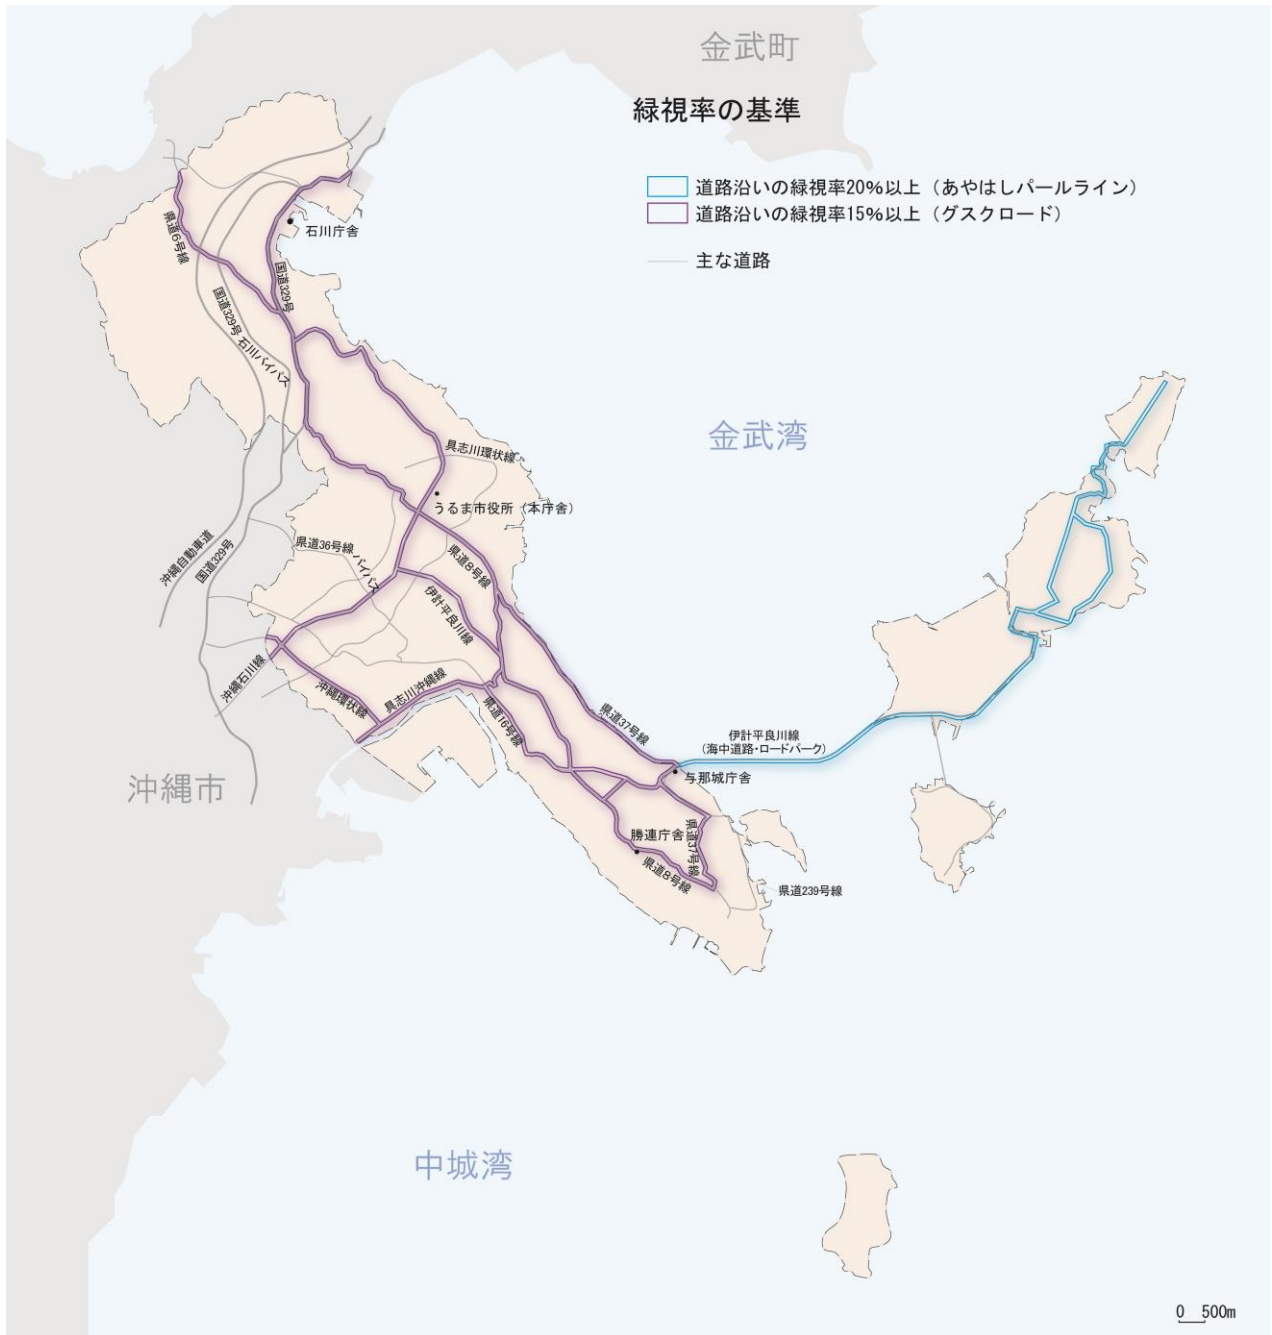 金武町
緑視率の基準
道路沿いの緑視率20%以上（あやはしパールライン）
道路沿いの緑視率15%以上（グスクロード）
主な道路
石川庁舎
県道6号線
国道329号
国道329号 石川バイパス
金武湾
具志川環状線
うるま市役所（本庁舎）
県道36号線バイパス
県道8号線
沖縄自動車道
国道329号
伊計平良川線
沖縄石川線
沖縄環状線
具志川沖縄線
県道16号線
県道37号線
伊計平良川線
（海中道路・ロードパーク）
与那城庁舎
沖縄市
勝連庁舎
県道37号線
県道8号線
県道239号線
中城湾
0 500m